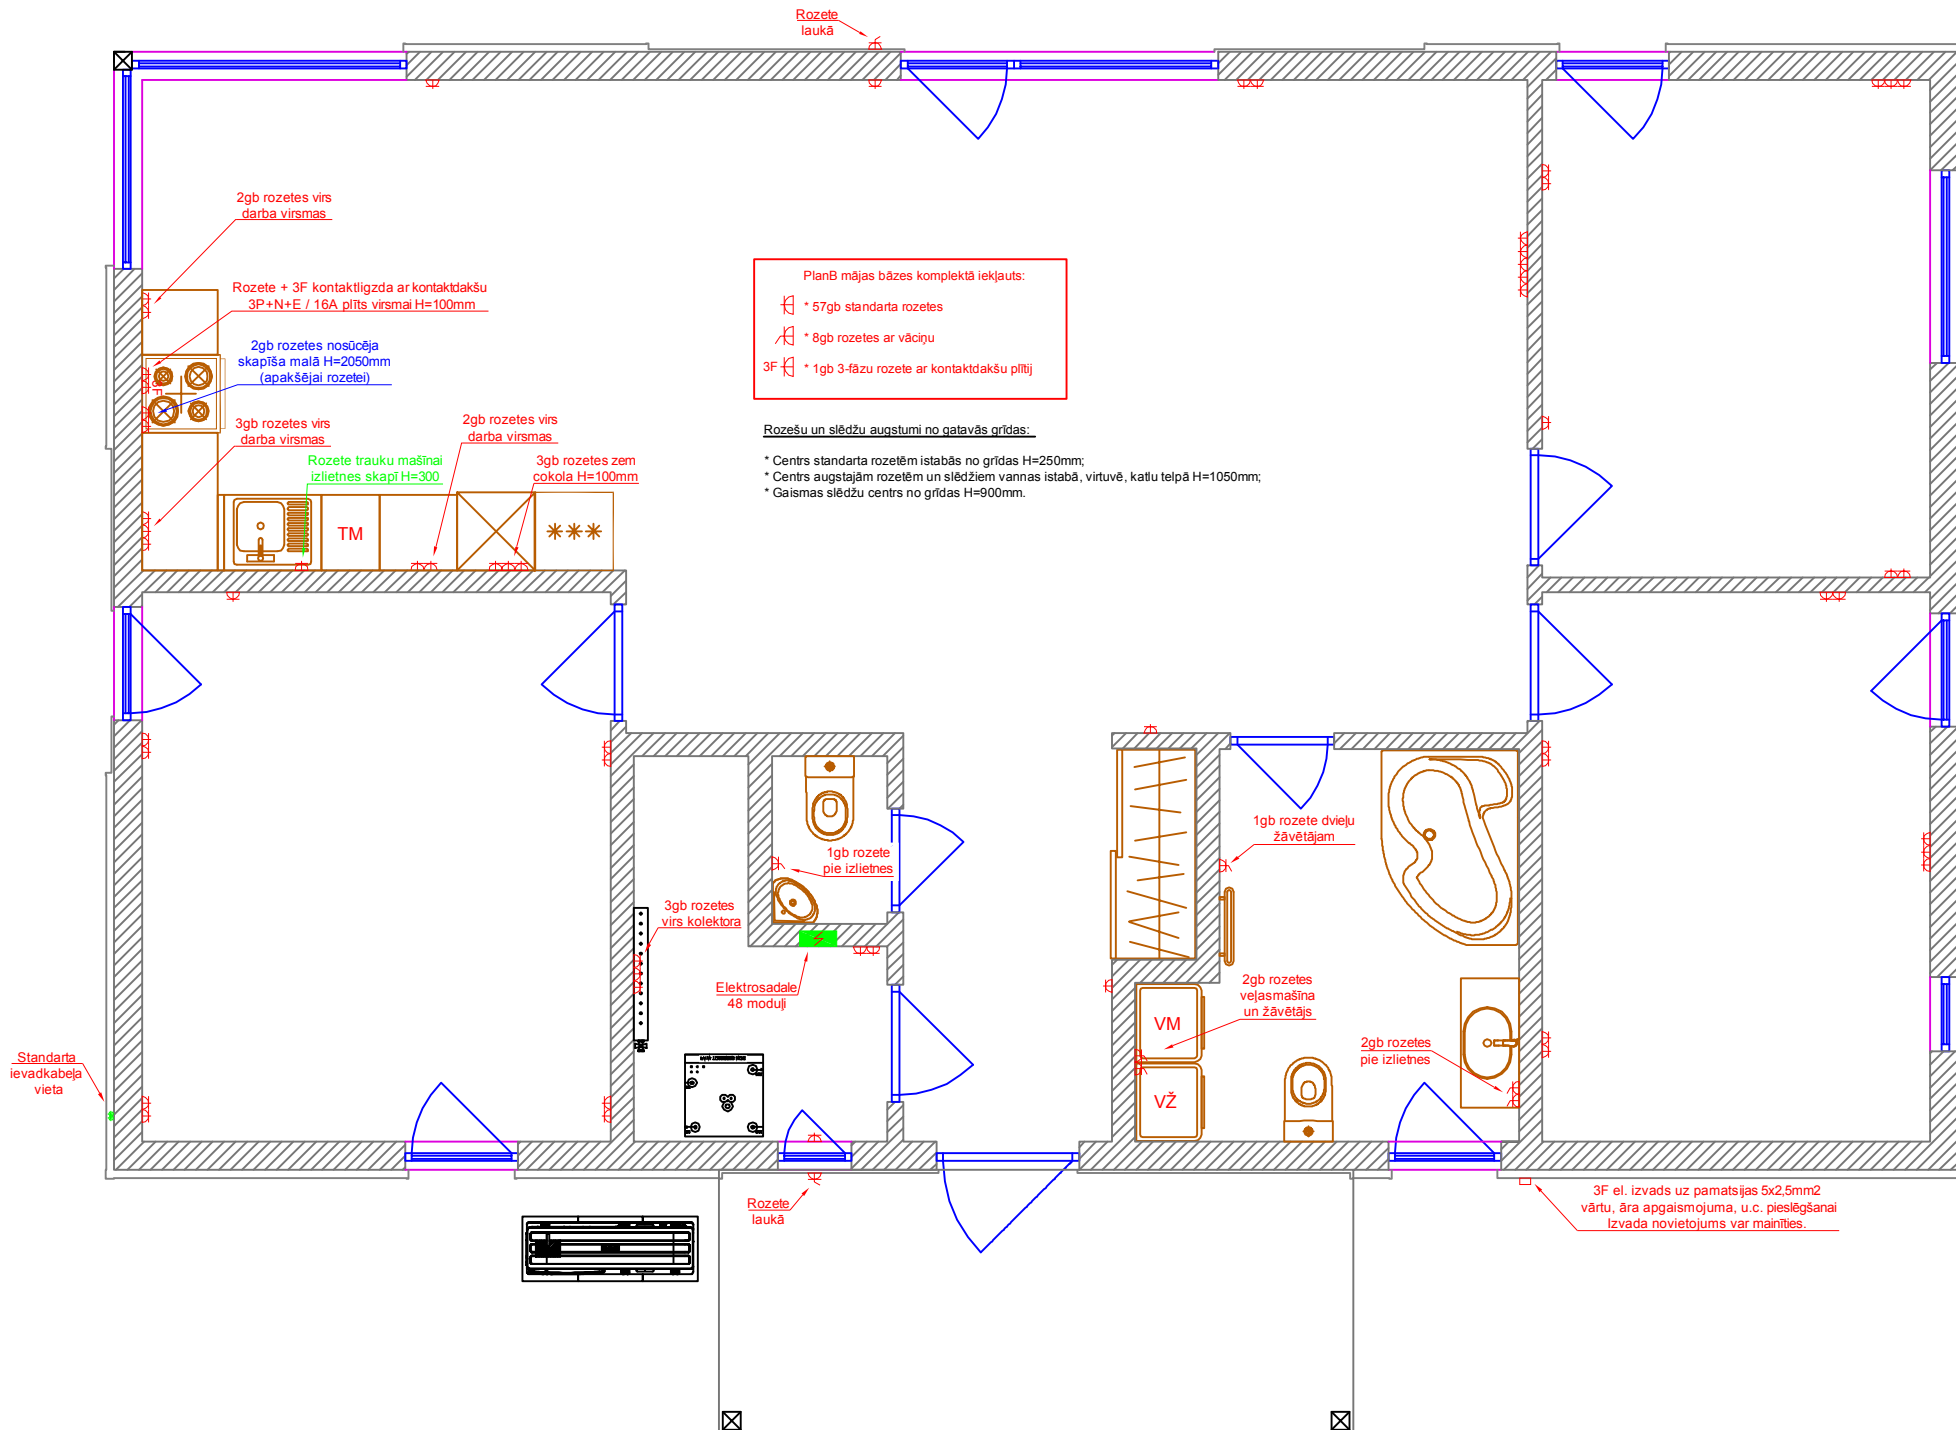 Rozete
laukā
2gb rozetes virs
darba virsmas
Rozete + 3F kontaktligzda ar kontaktdakšu
3P+N+E / 16A plīts virsmai H=100mm
2gb rozetes nosūcēja
skapīša malā H=2050mm
(apakšējai rozetei)
3gb rozetes virs
darba virsmas
Rozete trauku mašīnai
izlietnes skapī H=300
2gb rozetes virs
darba virsmas
3gb rozetes zem
cokola H=100mm
TM
PlanB mājas bāzes komplektā iekļauts:
* 57gb standarta rozetes
* 8gb rozetes ar vāciņu
3F * 1gb 3-fāzu rozete ar kontaktdakšu plītij
Rozešu un slēdžu augstumi no gatavās grīdas:
* Centrs standarta rozetēm istabās no grīdas H=250mm;
* Centrs augstajām rozetēm un slēdžiem vannas istabā, virtuvē, katlu telpā H=1050mm;
* Gaismas slēdžu centrs no grīdas H=900mm.
1gb rozete
pie izlietnes
3gb rozetes
virs kolektora
Elektrosadale
48 moduļi
1gb rozete dvieļu
žāvētājam
2gb rozetes
veļasmašīna
un žāvētājs
VM
VŽ
2gb rozetes
pie izlietnes
Standarta
ievadkabeļa
vieta
Rozete
laukā
3F el. izvads uz pamatsijas 5x2,5mm2
vārtu, āra apgaismojuma, u.c. pieslēgšanai
Izvada novietojums var mainīties.